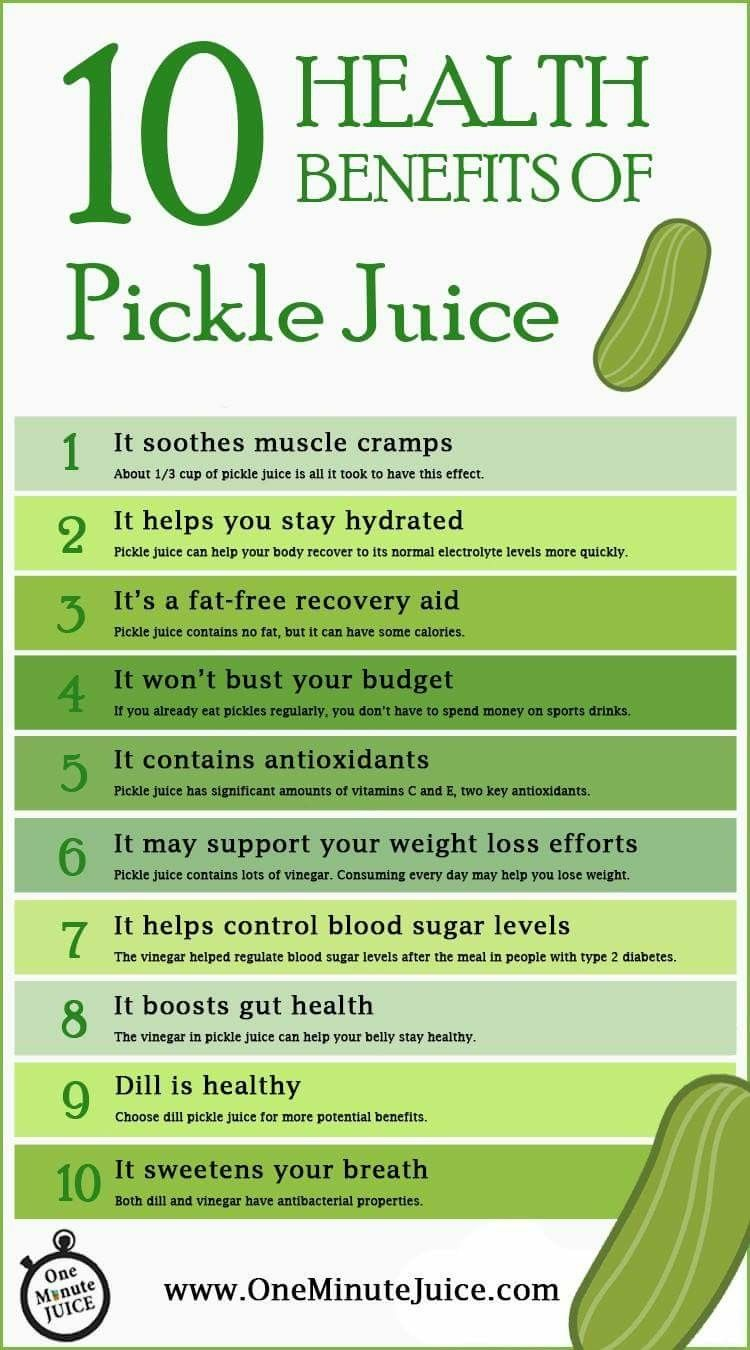 10 HEALTH
BENEFITS OF
Pickle Juice
1 It soothes muscle cramps
About 1/3 cup of pickle juice is all it took to have this effect.
2 It helps you stay hydrated
Pickle juice can help your body recover to its normal electrolyte levels more quickly.
3 It's a fat-free recovery aid
Pickle juice contains no fat, but it can have some calories.
4 It won't bust your budget
If you already eat pickles regularly, you don't have to spend money on sports drinks.
5 It contains antioxidants
Pickle juice has significant amounts of vitamins C and E, two key antioxidants.
6 It may support your weight loss efforts
Pickle juice contains lots of vinegar. Consuming every day may help you lose weight.
7 It helps control blood sugar levels
The vinegar helped regulate blood sugar levels after the meal in people with type 2 diabetes.
8 It boosts gut health
The vinegar in pickle juice can help your belly stay healthy.
9 Dill is healthy
Choose dill pickle juice for more potential benefits.
10 It sweetens your breath
Both dill and vinegar have antibacterial properties.
One
Minute
JUICE
www.OneMinuteJuice.com